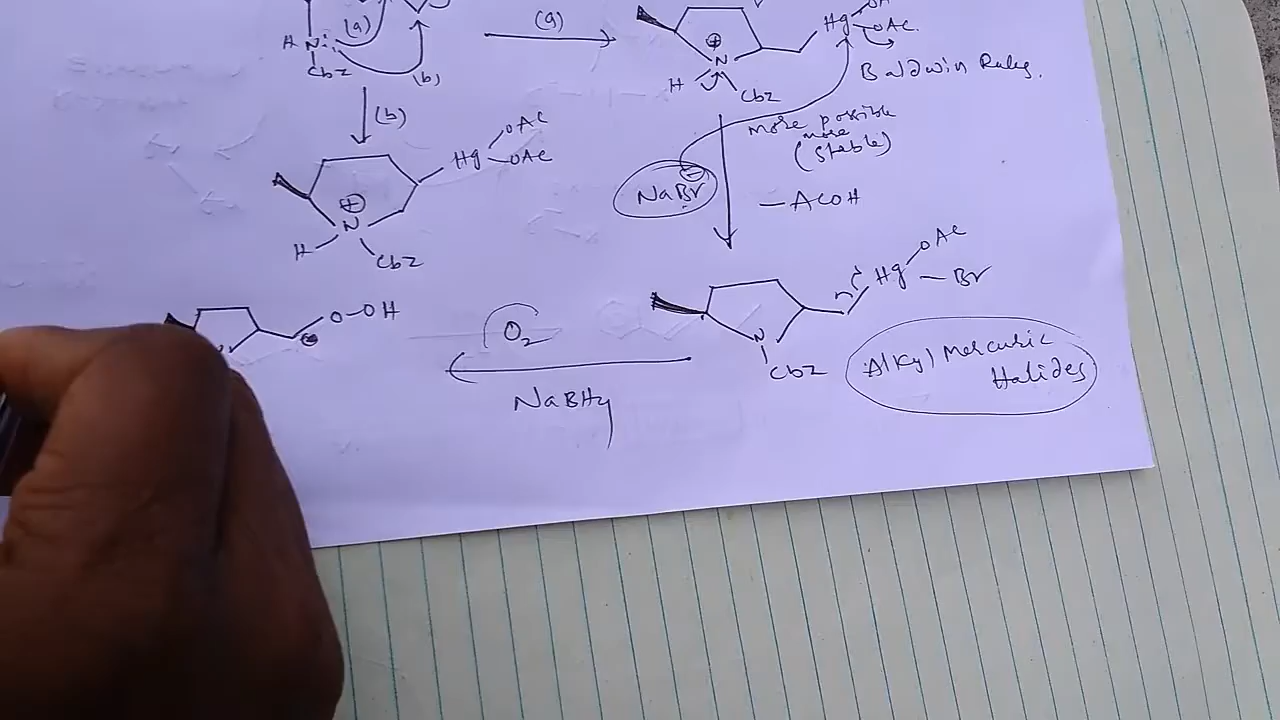 (a)
H N:
Cbz
(b)
(a)
Hg
OAC.
Baldwin Rules.
N
H
Cbz
(b)
more possible
more
(stable)
Hg
OAC
OAC
NaBr
-ACOH
N
H
Cbz
OAC
Hg - Br
N
Cbz
O-OH
O2
NaBH4
Alkyl Mercuric
Halides